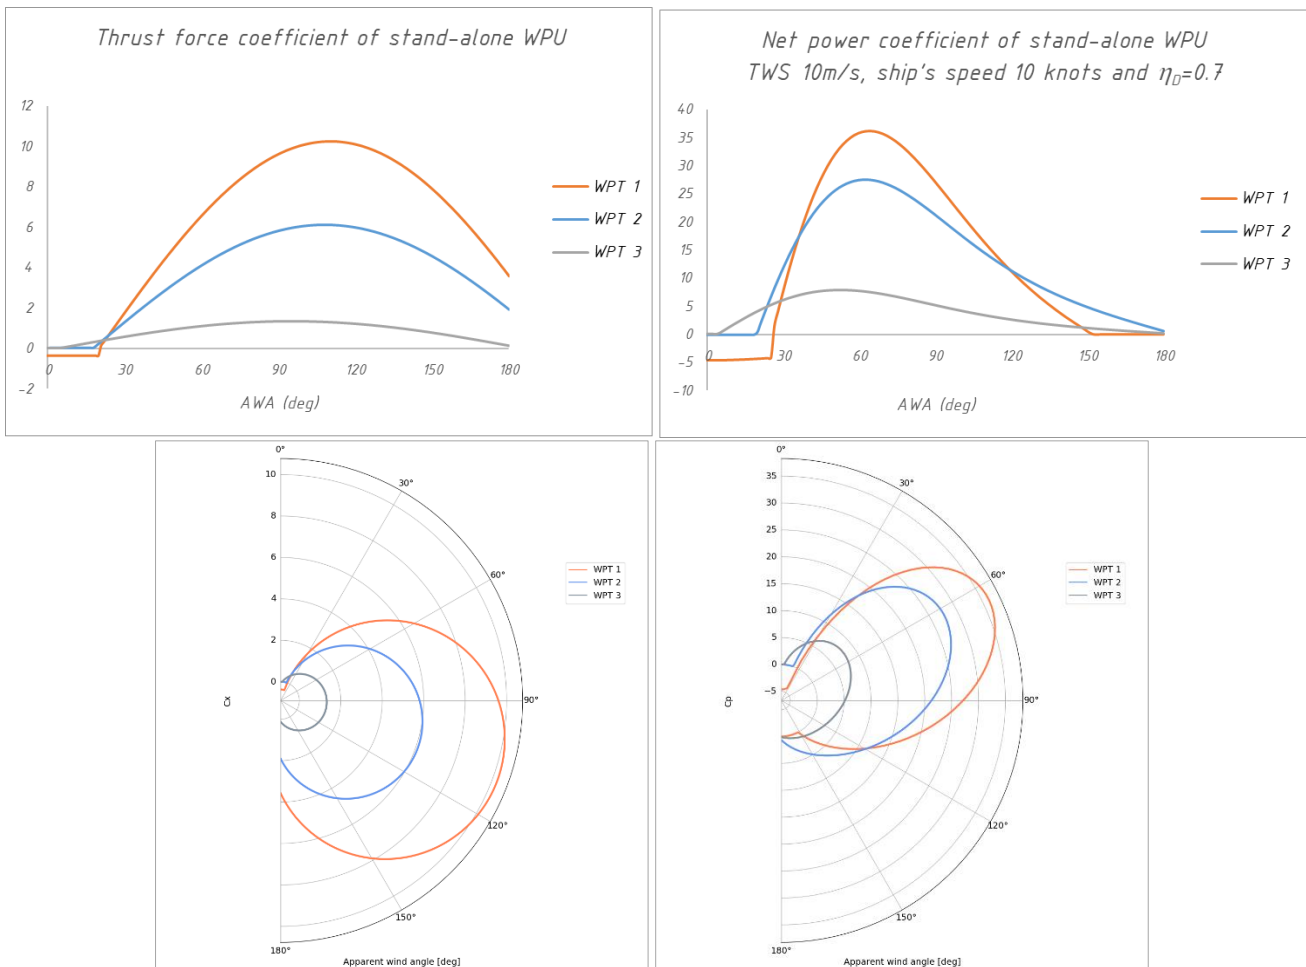 Thrust force coefficient of stand-alone WPU
12
10
8
6
4
2
0
-2
0 30 60 90 120 150 180
AWA (deg)
WPT 1
WPT 2
WPT 3
Net power coefficient of stand-alone WPU
TWS 10m/s, ship's speed 10 knots and ηD=0.7
40
35
30
25
20
15
10
5
0
-5
-10
0 30 60 90 120 150 180
AWA (deg)
WPT 1
WPT 2
WPT 3
0°
30°
60°
90°
120°
150°
180°
10
8
6
4
2
0
Cx
WPT 1
WPT 2
WPT 3
Apparent wind angle [deg]
0°
30°
60°
90°
120°
150°
180°
35
30
25
20
15
10
5
0
−5
Cp
WPT 1
WPT 2
WPT 3
Apparent wind angle [deg]